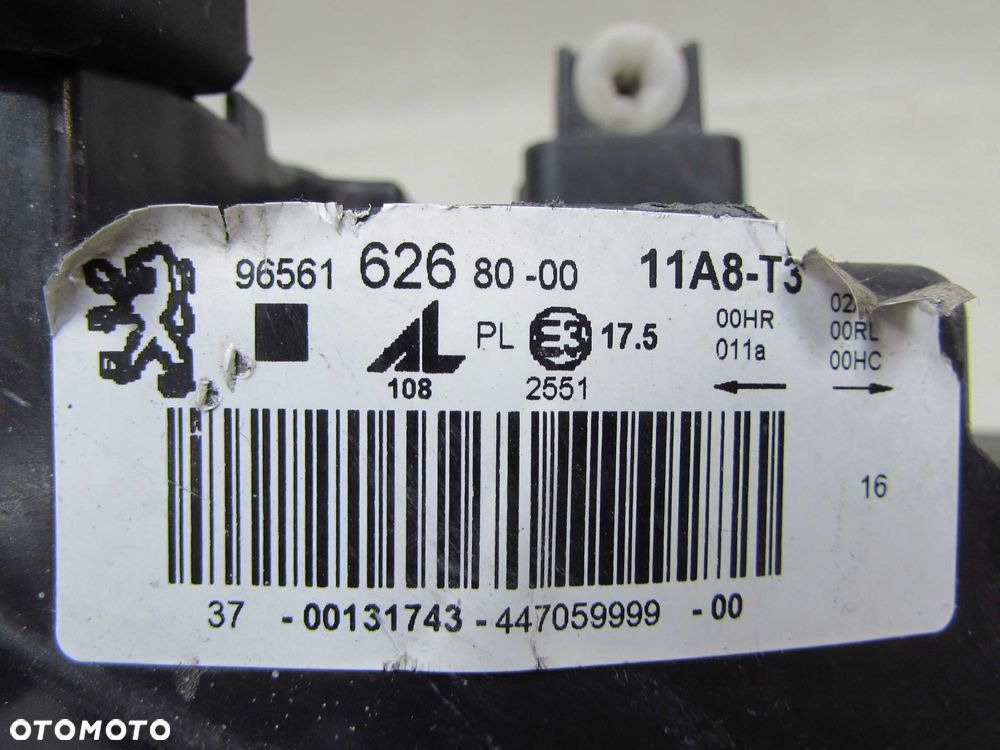 96561 626 80-00 11A8-T3
AL PL E3 17.5 00HR 00RL
108 2551 011a 00HC
16
37 -00131743-447059999 -00
OTOMOTO